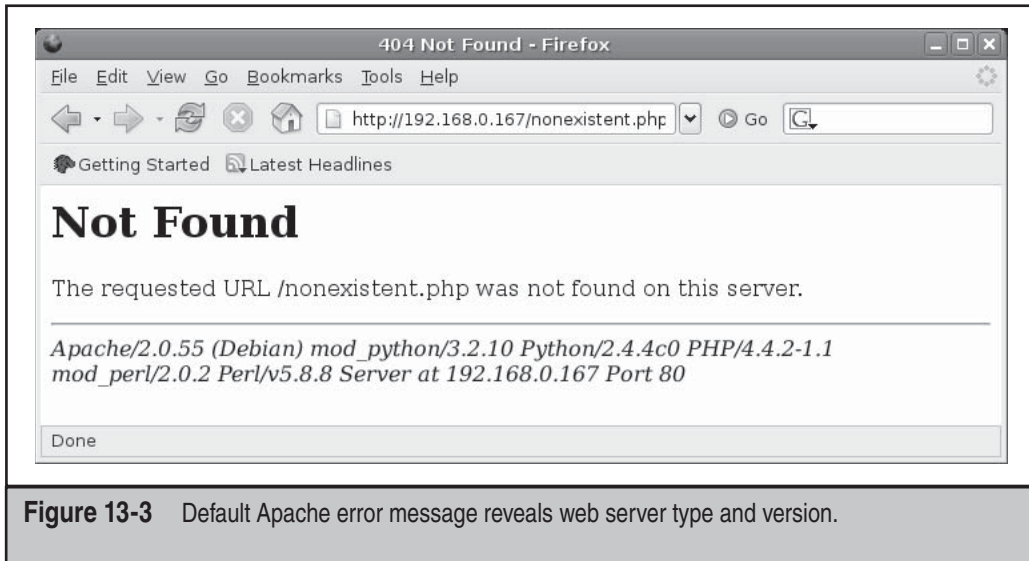 404 Not Found - Firefox
File Edit View Go Bookmarks Tools Help
http://192.168.0.167/nonexistent.php Go G
Getting Started Latest Headlines
Not Found
The requested URL /nonexistent.php was not found on this server.
Apache/2.0.55 (Debian) mod_python/3.2.10 Python/2.4.4c0 PHP/4.4.2-1.1
mod_perl/2.0.2 Perl/v5.8.8 Server at 192.168.0.167 Port 80
Done
Figure 13-3 Default Apache error message reveals web server type and version.